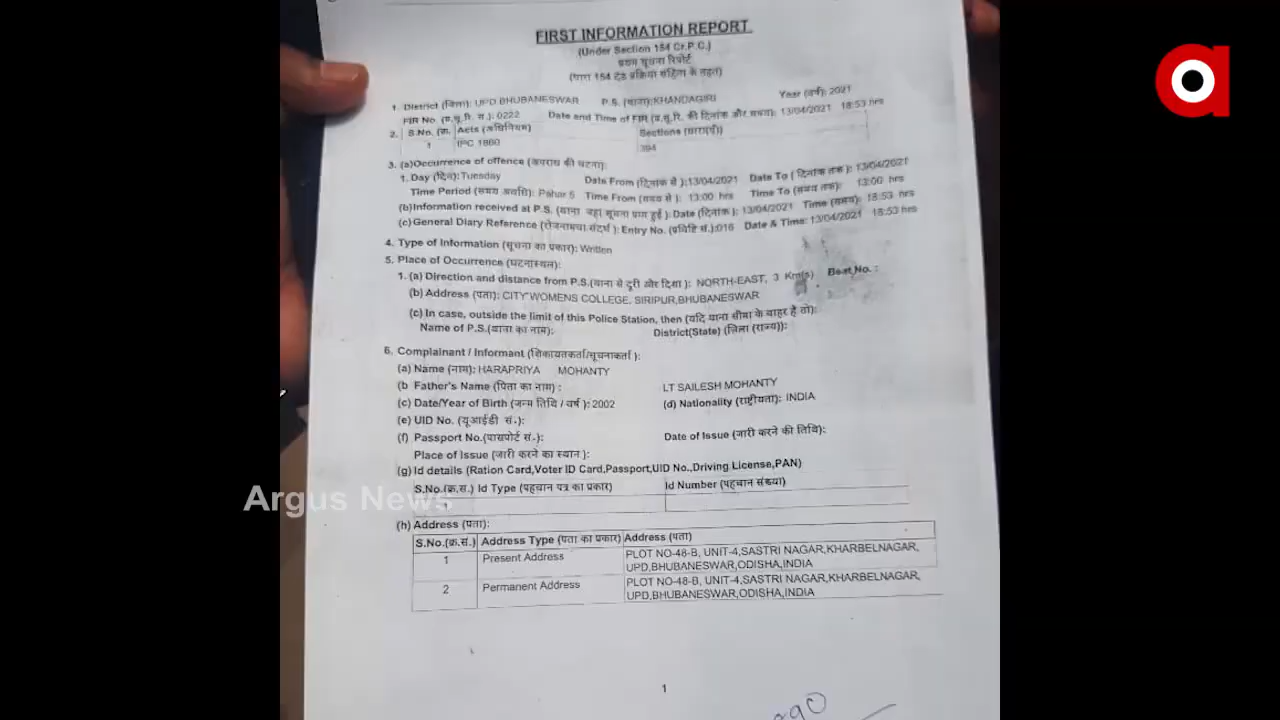 FIRST INFORMATION REPORT
(Under Section 154 Cr.P.C.)
प्रथम सूचना रिपोर्ट
(धारा 154 दंड प्रक्रिया संहिता के तहत)
1. District (जिला): UPD BHUBANESWAR P.S. (थाना):KHANDAGIRI Year (वर्ष): 2021
FIR No. (प्र.सू.रि. सं.): 0222 Date and Time of FIR (प्र.सू.रि. की दिनांक और समय): 13/04/2021 18:53 hrs
2. S.No. (क्र. Acts (अधिनियम) Sections (धाराएँ))
1 IPC 1860 394
3. (a)Occurrence of offence (अपराध की घटना):
1. Day (दिन):Tuesday Date From (दिनांक से ):13/04/2021 Date To ( दिनांक तक ): 13/04/2021
Time Period (समय अवधि): Pahar 5 Time From (समय से ): 13:00 hrs Time To (समय तक): 13:00 hrs
(b)Information received at P.S. (थाना जहा सूचना प्राप्त हुई ): Date (दिनांक ): 13/04/2021 Time (समय): 18:53 hrs
(c) General Diary Reference (रोजनामचा संदर्भ ): Entry No. (प्रविष्टि सं.):016 Date & Time: 13/04/2021 18:53 hrs
4. Type of Information (सूचना का प्रकार): Written
5. Place of Occurrence (घटनास्थल):
1. (a) Direction and distance from P.S.(थाना से दूरी और दिशा ): NORTH-EAST, 3 Km(s) Beat No. :
(b) Address (पता): CITY WOMENS COLLEGE, SIRIPUR,BHUBANESWAR
(c) In case, outside the limit of this Police Station, then (यदि थाना सीमा के बाहर है तो):
Name of P.S.(थाना का नाम): District(State) (जिला (राज्य)):
6. Complainant / Informant (शिकायतकर्ता/सूचनाकर्ता ):
(a) Name (नाम): HARAPRIYA MOHANTY
(b Father's Name (पिता का नाम) : LT SAILESH MOHANTY
(c) Date/Year of Birth (जन्म तिथि / वर्ष ): 2002 (d) Nationality (राष्ट्रीयता): INDIA
(e) UID No. (यूआईडी सं.):
(f) Passport No.(पासपोर्ट सं.): Date of Issue (जारी करने की तिथि):
Place of Issue (जारी करने का स्थान ):
(g) Id details (Ration Card,Voter ID Card,Passport,UID No.,Driving License,PAN)
S.No.(क्र.स.) Id Type (पहचान पत्र का प्रकार) Id Number (पहचान संख्या)
Argus News
(h) Address (पता):
S.No.(क्र.सं.) Address Type (पता का प्रकार) Address (पता)
1 Present Address PLOT NO-48-B, UNIT-4,SASTRI NAGAR,KHARBELNAGAR,
UPD,BHUBANESWAR,ODISHA,INDIA
2 Permanent Address PLOT NO-48-B, UNIT-4,SASTRI NAGAR,KHARBELNAGAR,
UPD,BHUBANESWAR,ODISHA,INDIA
1